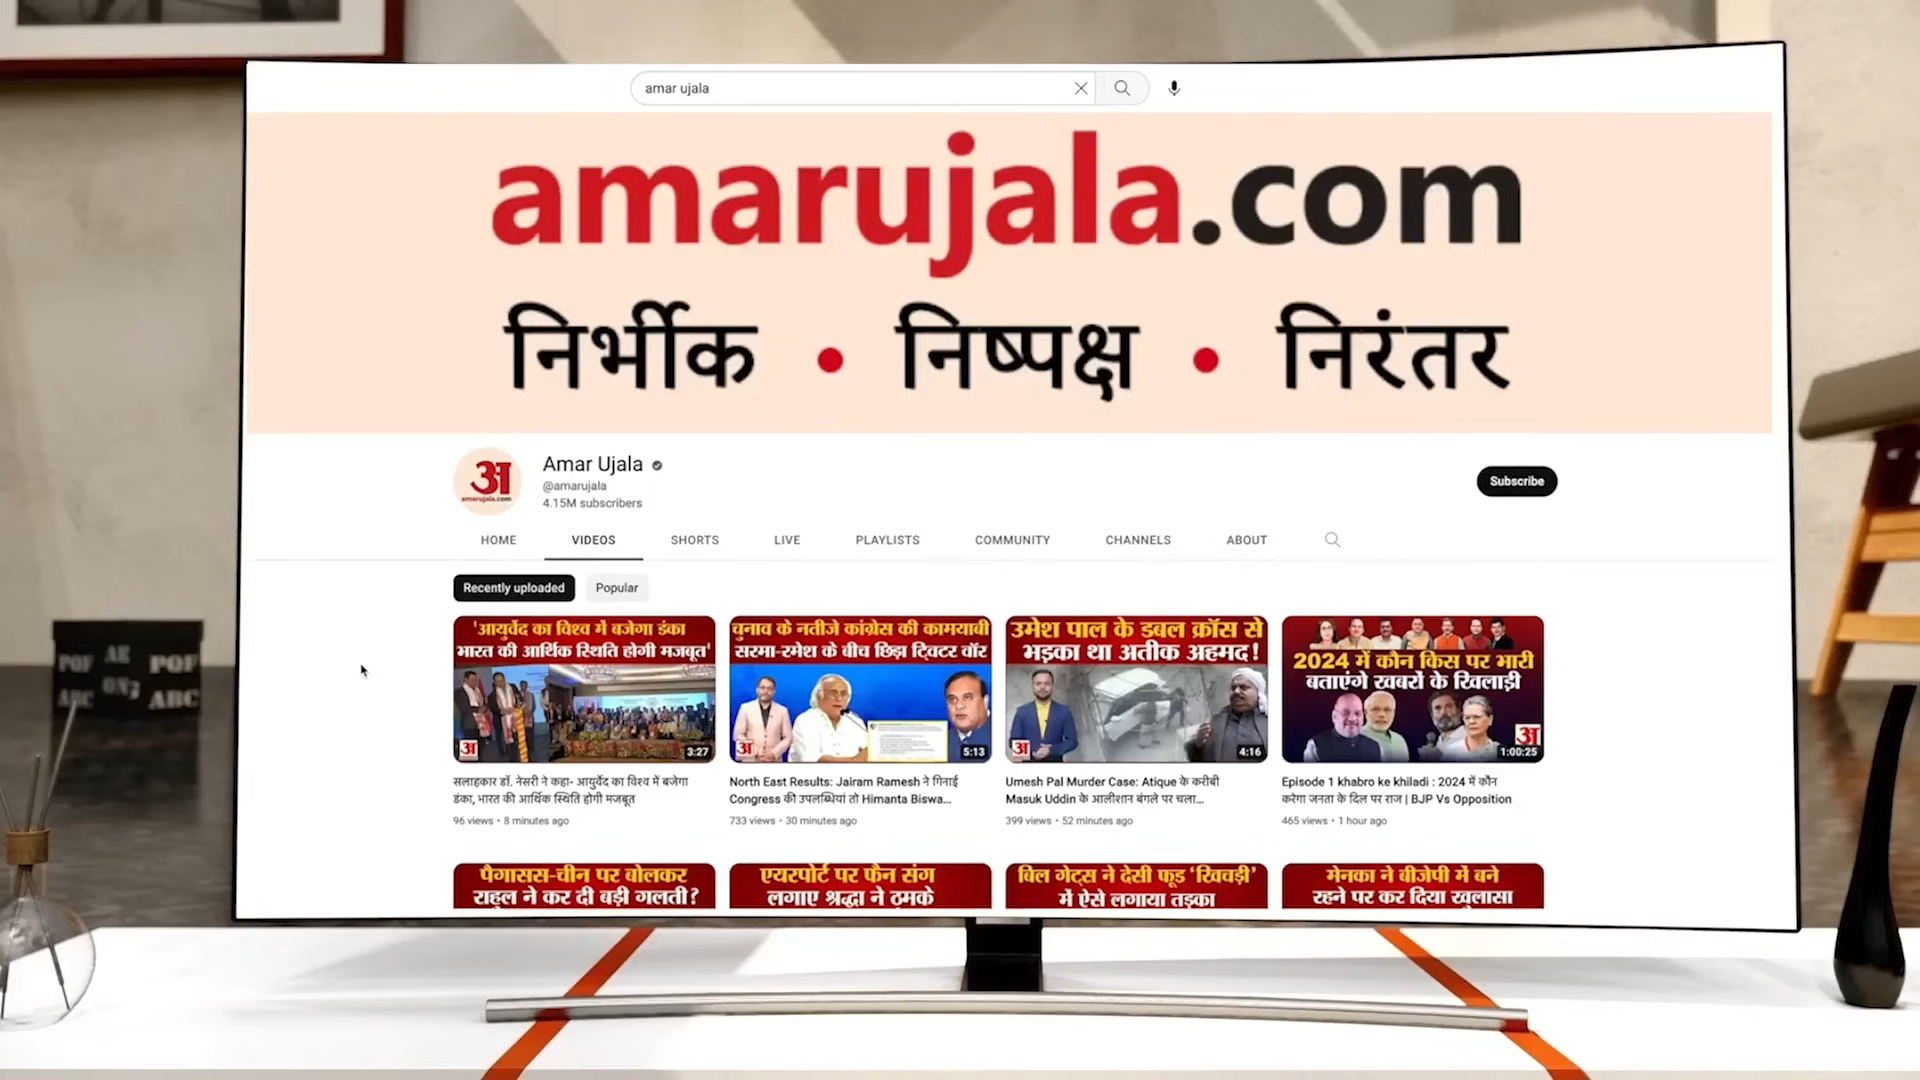 amar ujala
amarujala.com
निर्भीक • निष्पक्ष • निरंतर
अ
amarujala.com
Amar Ujala
@amarujala
4.15M subscribers
Subscribe
HOME VIDEOS SHORTS LIVE PLAYLISTS COMMUNITY CHANNELS ABOUT
Recently uploaded Popular
'आयुर्वेद का विश्व में बजेगा डंका
भारत की आर्थिक स्थिति होगी मजबूत'
अ
3:27
सलाहकार डॉ. नेसरी ने कहा- आयुर्वेद का विश्व में बजेगा
डंका, भारत की आर्थिक स्थिति होगी मजबूत
96 views • 8 minutes ago
चुनाव के नतीजे कांग्रेस की कामयाबी
सरमा-रमेश के बीच छिड़ा ट्विटर वॉर
अ
5:13
North East Results: Jairam Ramesh ने गिनाई
Congress की उपलब्धियां तो Himanta Biswa...
733 views • 30 minutes ago
उमेश पाल के डबल क्रॉस से
भड़का था अतीक अहमद!
अ
4:16
Umesh Pal Murder Case: Atique के करीबी
Masuk Uddin के आलीशान बंगले पर चला...
399 views • 52 minutes ago
2024 में कौन किस पर भारी
बताएंगे खबरों के खिलाड़ी
अ
1:00:25
Episode 1 khabro ke khiladi : 2024 में कौन
करेगा जनता के दिल पर राज | BJP Vs Opposition
465 views • 1 hour ago
पैगासस-चीन पर बोलकर
राहुल ने कर दी बड़ी गलती?
एयरपोर्ट पर फैन संग
लगाए श्रद्धा ने ठुमके
बिल गेट्स ने देसी फूड 'खिचड़ी'
में ऐसे लगाया तड़का
मेनका ने बीजेपी में बने
रहने पर कर दिया खुलासा